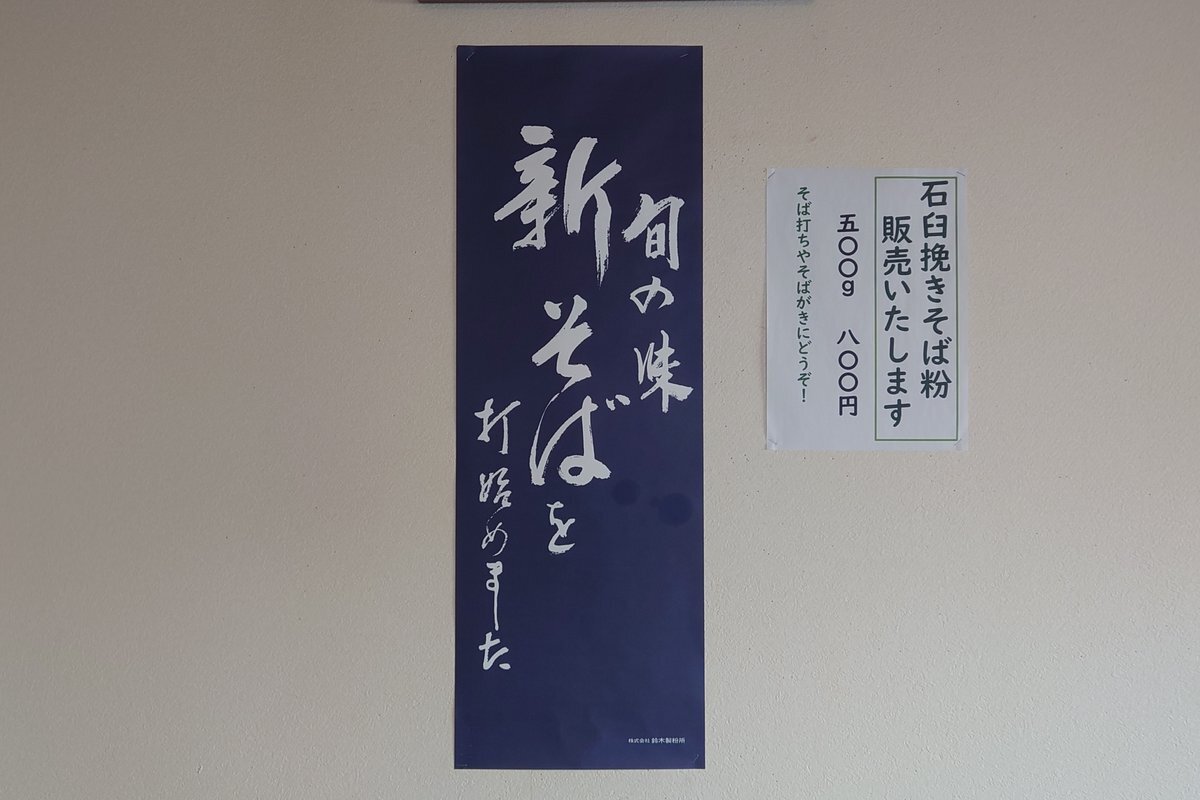 旬の味
新そばを
打始めました
株式会社 鈴木製粉所
石臼挽きそば粉
販売いたします
五〇〇g 八〇〇円
そば打ちやそばがきにどうぞ！